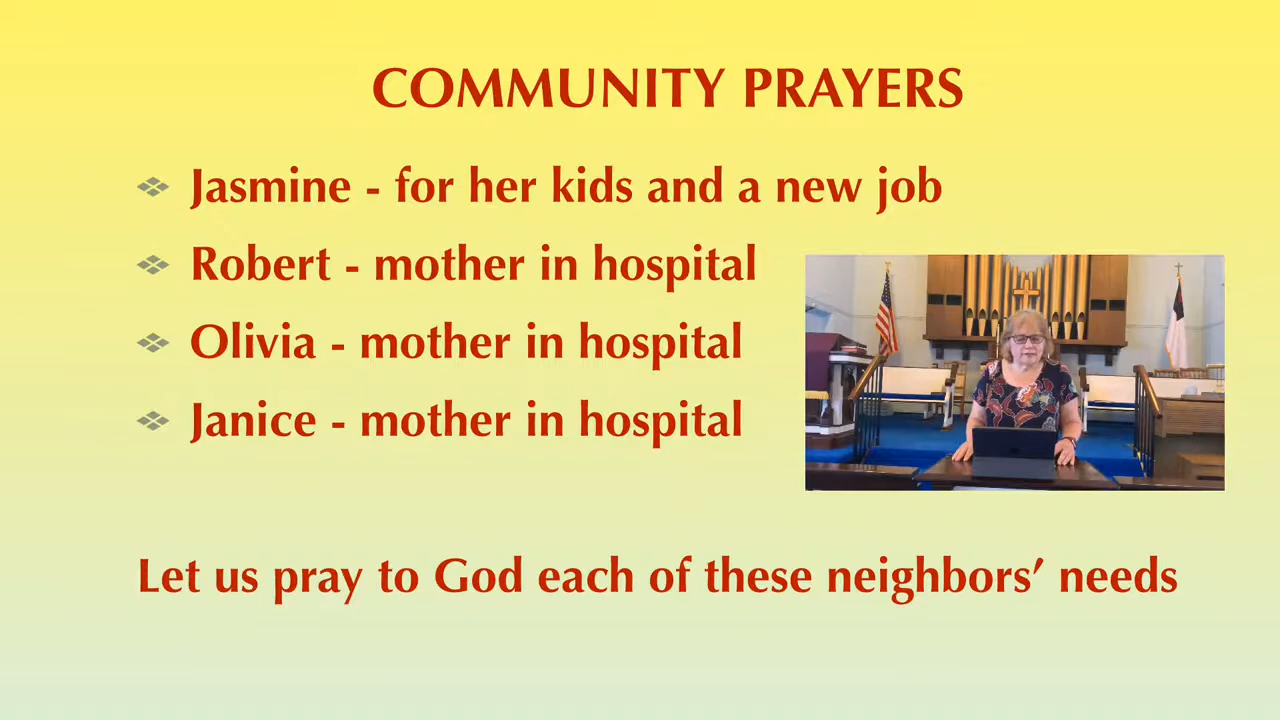 COMMUNITY PRAYERS
Jasmine - for her kids and a new job
Robert - mother in hospital
Olivia - mother in hospital
Janice - mother in hospital
Let us pray to God each of these neighbors’ needs